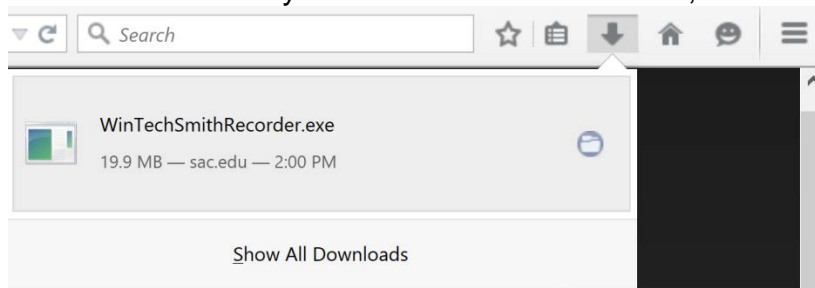 Search
WinTechSmithRecorder.exe
19.9 MB — sac.edu — 2:00 PM
Show All Downloads